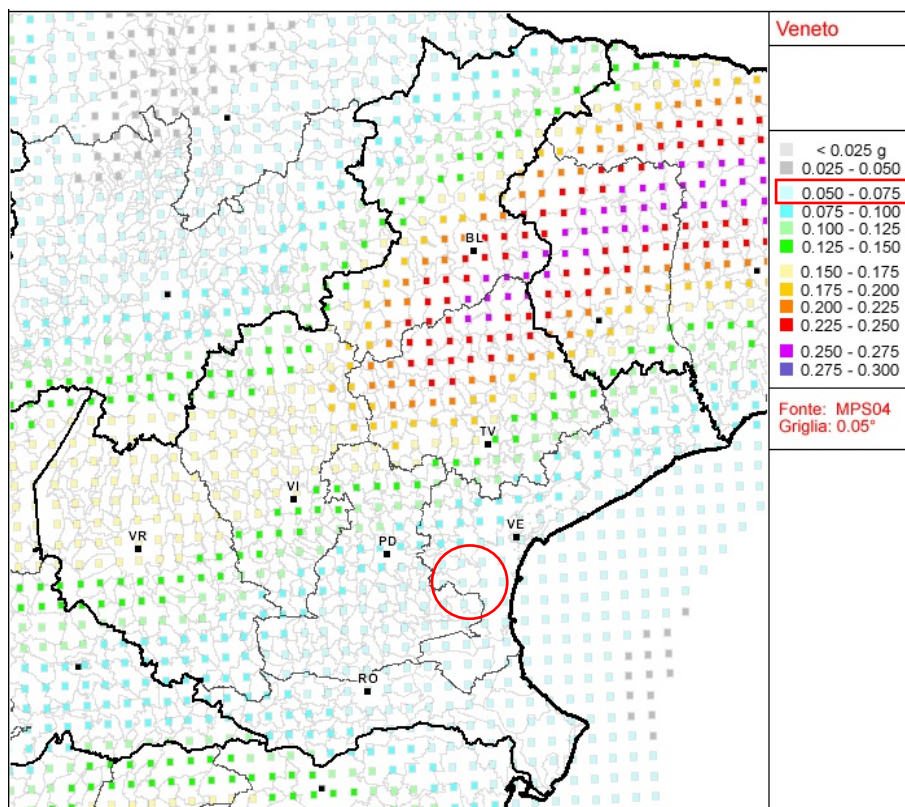 Veneto
< 0.025 g
0.025 - 0.050
0.050 - 0.075
0.075 - 0.100
0.100 - 0.125
0.125 - 0.150
0.150 - 0.175
0.175 - 0.200
0.200 - 0.225
0.225 - 0.250
0.250 - 0.275
0.275 - 0.300
Fonte: MPS04
Griglia: 0.05°
BL
TV
VI
VE
VR
PD
RO